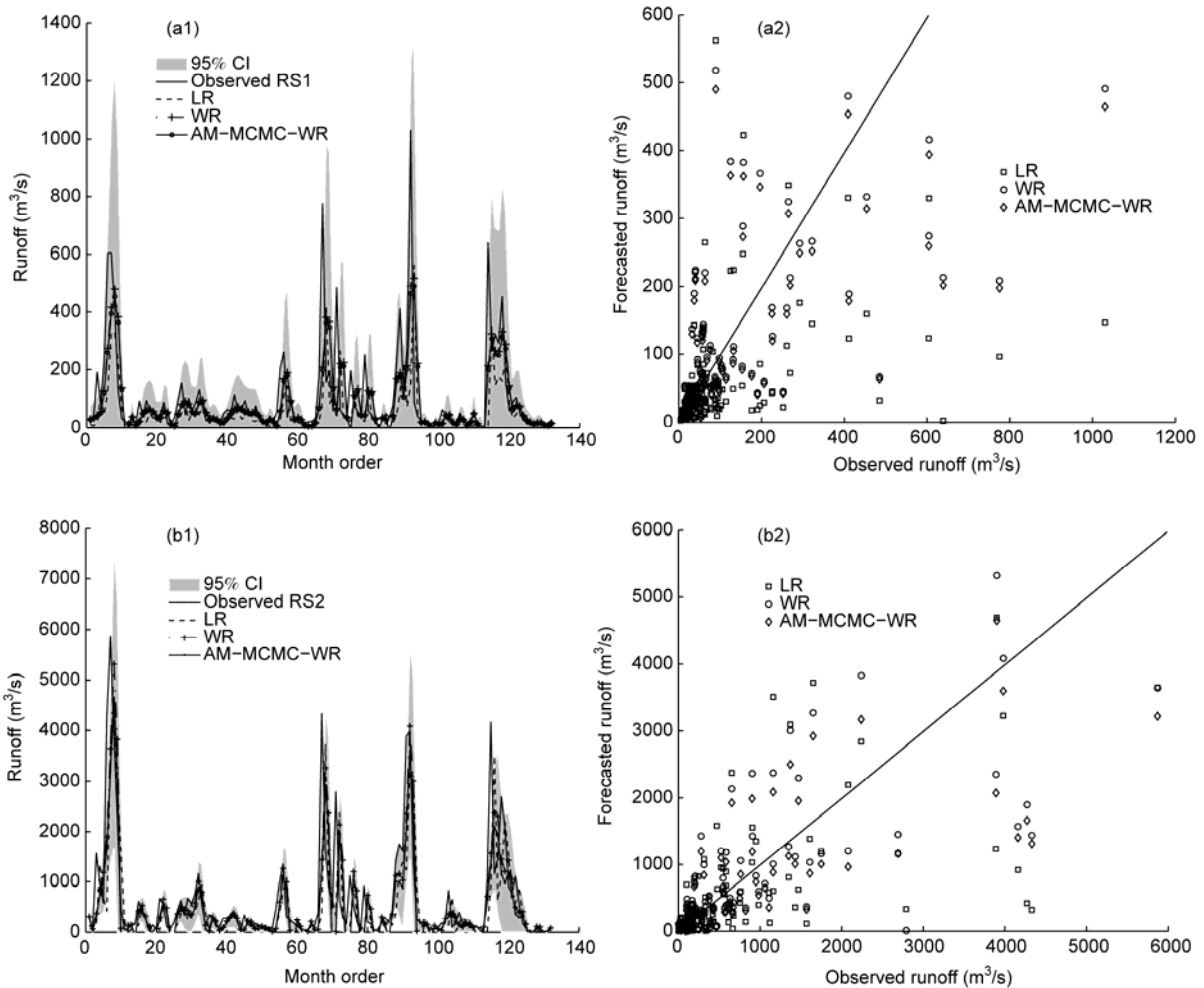 (a1)
1400
1200
1000
800
600
400
200
0
0
20
40
60
80
100
120
140
Runoff (m³/s)
Month order
95% CI
Observed RS1
LR
WR
AM-MCMC-WR
(a2)
600
500
400
300
200
100
0
0
200
400
600
800
1000
1200
Forecasted runoff (m³/s)
Observed runoff (m³/s)
LR
WR
AM-MCMC-WR
(b1)
8000
7000
6000
5000
4000
3000
2000
1000
0
0
20
40
60
80
100
120
140
Runoff (m³/s)
Month order
95% CI
Observed RS2
LR
WR
AM-MCMC-WR
(b2)
6000
5000
4000
3000
2000
1000
0
0
1000
2000
3000
4000
5000
6000
Forecasted runoff (m³/s)
Observed runoff (m³/s)
LR
WR
AM-MCMC-WR